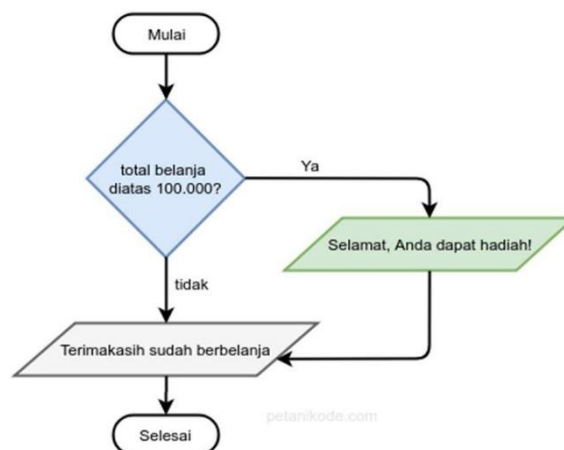 Mulai
total belanja
diatas 100.000?
Ya
Selamat, Anda dapat hadiah!
tidak
Terimakasih sudah berbelanja
petanikode.com
Selesai